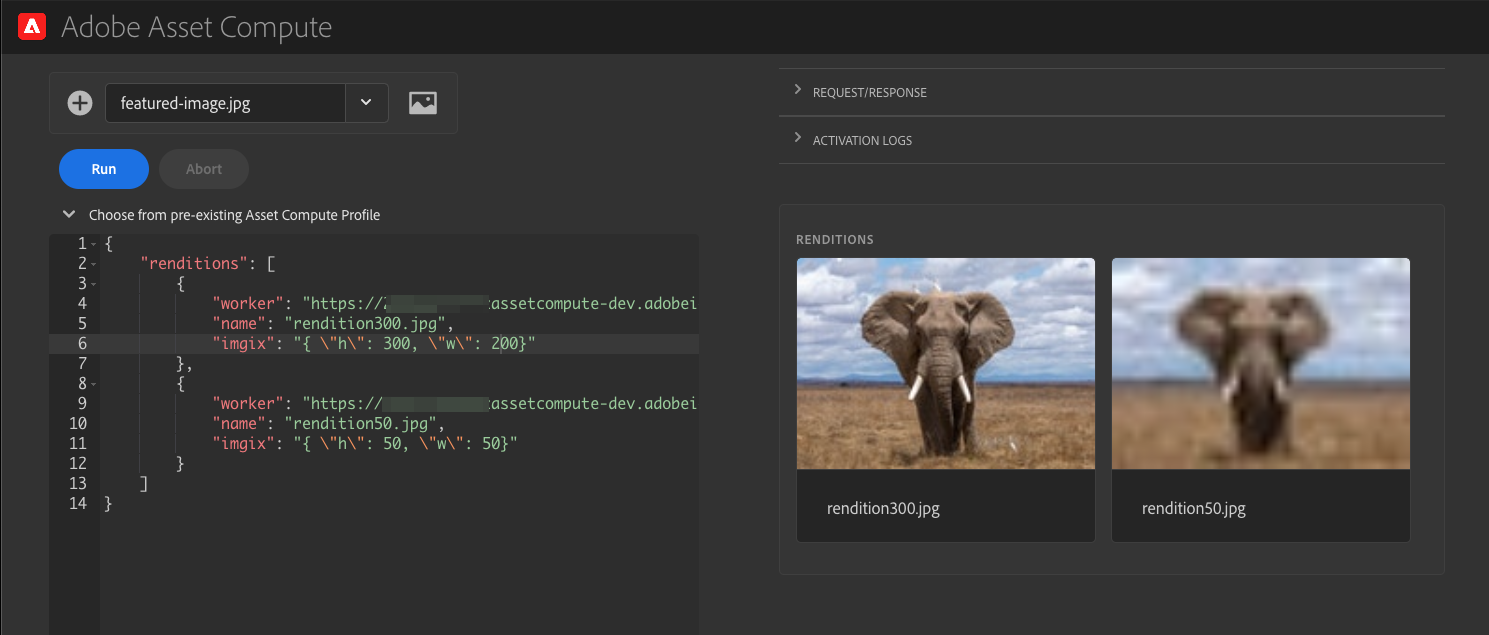 Adobe Asset Compute
featured-image.jpg
Run
Abort
Choose from pre-existing Asset Compute Profile
1 {
2 "renditions": [
3 {
4 "worker": "https:// assetcompute-dev.adobei
5 "name": "rendition300.jpg",
6 "imgix": "{ \"h\": 300, \"w\": 200}"
7 },
8 {
9 "worker": "https:// assetcompute-dev.adobei
10 "name": "rendition50.jpg",
11 "imgix": "{ \"h\": 50, \"w\": 50}"
12 }
13 ]
14 }
REQUEST/RESPONSE
ACTIVATION LOGS
RENDITIONS
rendition300.jpg
rendition50.jpg